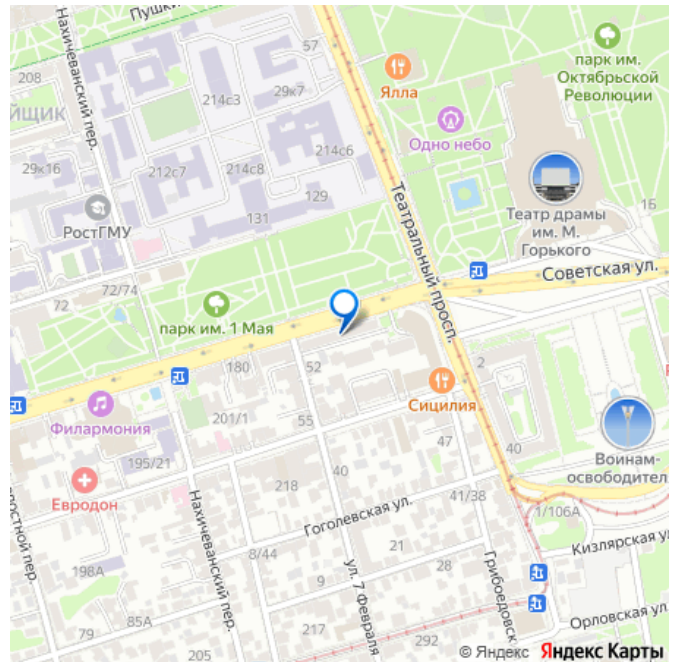 Пушки
Нахичеванский пер.
57
208
ЙЩИК
214с3
29к7
Ялла
парк им.
Октябрьской
Революции
Одно небо
29к16
212с7
214с8
214с6
129
131
РостГМУ
Театральный просп.
Театр драмы
им. М.
Горького
16
Советская ул.
72
72/74
парк им. 1 Мая
180
52
2
Сицилия
Филармония
201/1
55
47
40
Воинам-
освободител
195/21
Евродон
218
40
41/38
Гоголевская ул.
1/106А
ростной пер.
Нахичеванский пер.
8/44
21
Кизлярская у
198А
9
ул. 7 Февраля
28
Грибоедовск
79
85А
217
292
Орловская ул.
205
© Яндекс Яндекс Карты